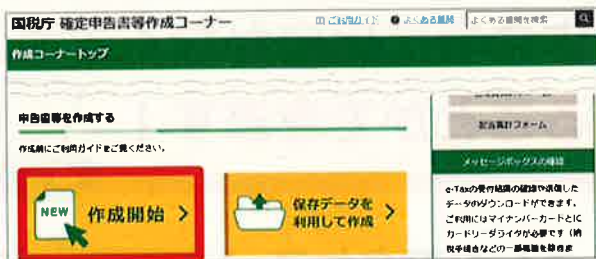 国税庁 確定申告書等作成コーナー
ご利用ガイド よくある質問 よくある質問を検索
作成コーナートップ
申告書等を作成する
作成前にご利用ガイドをご覧ください。
NEW 作成開始
保存データを
利用して作成
配当集計フォーム
メッセージボックスの確認
e-Taxの受付結果の確認や送信した
データのダウンロードができます。
ご利用にはマイナンバーカードとIC
カードリーダライタが必要です（納
税手続きなどの一部機能を除きま